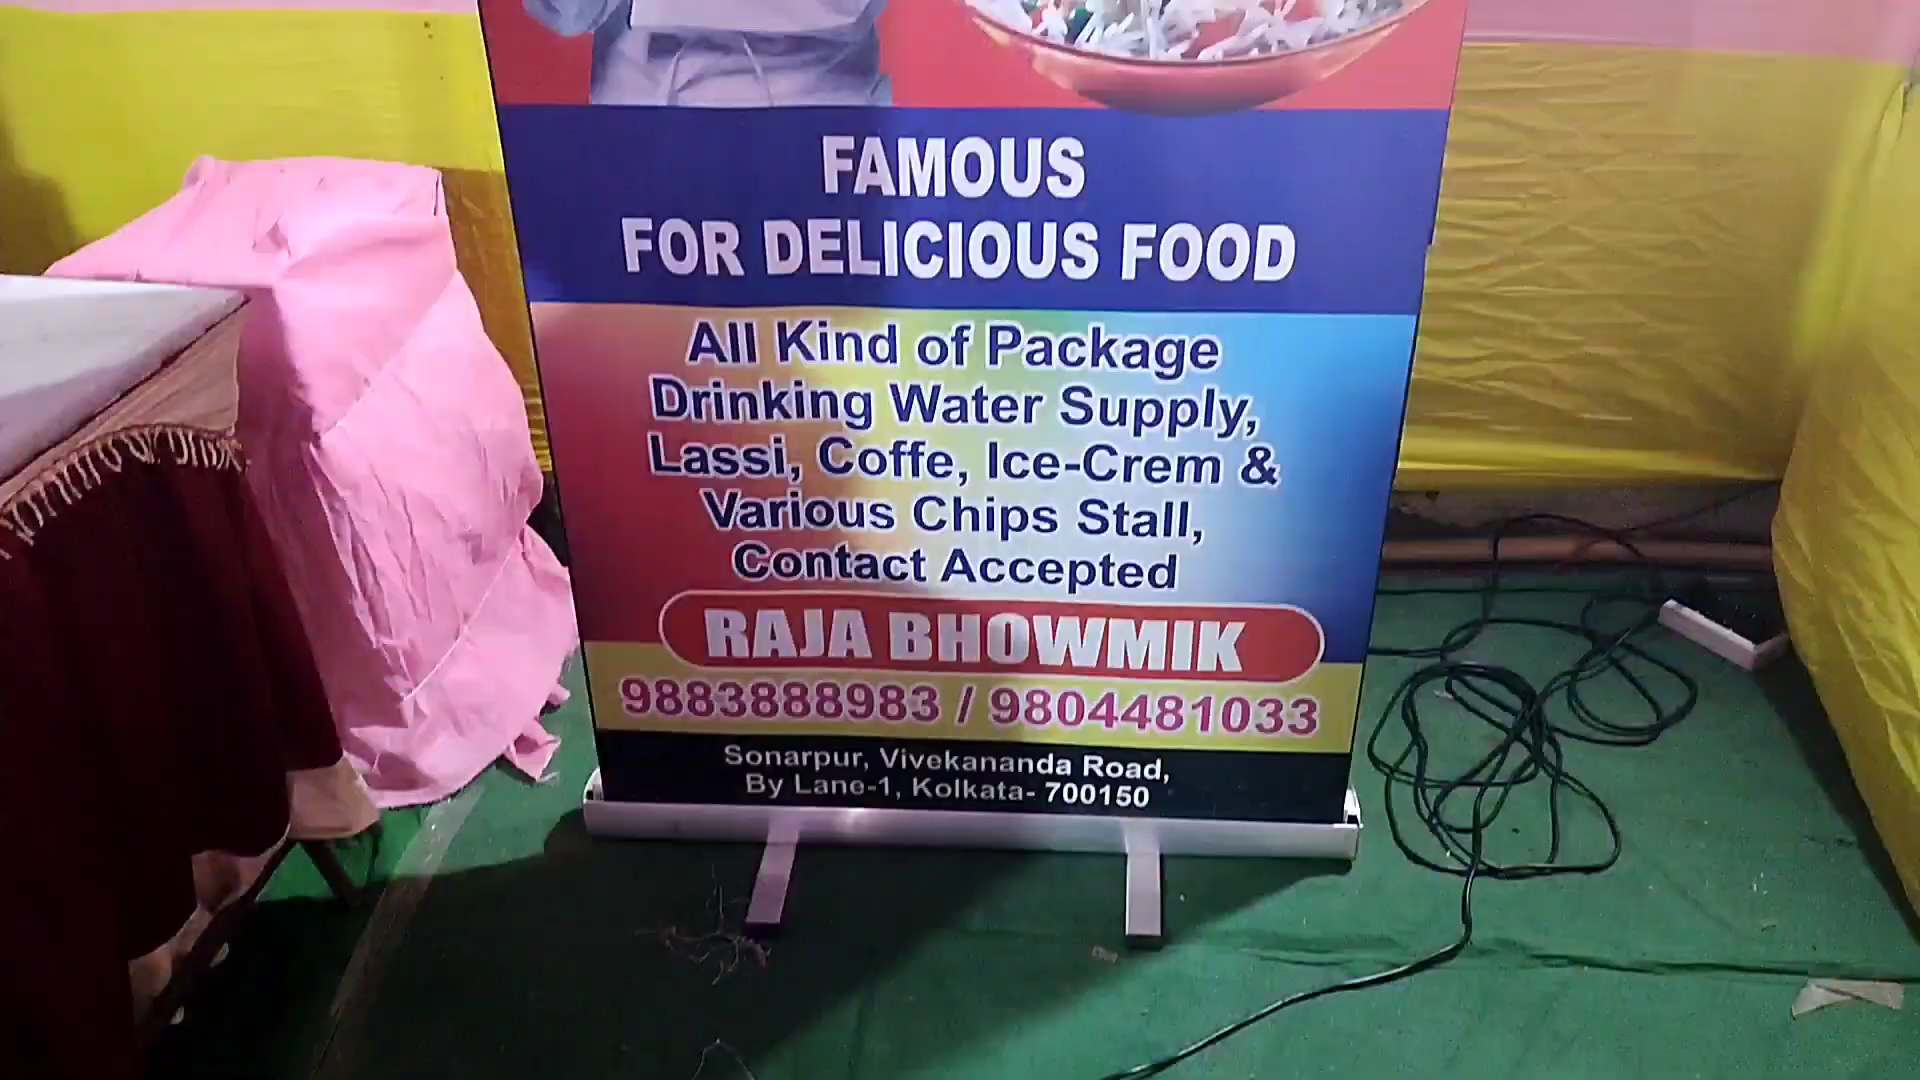 FAMOUS
FOR DELICIOUS FOOD
All Kind of Package
Drinking Water Supply,
Lassi, Coffe, Ice-Crem &
Various Chips Stall,
Contact Accepted
RAJA BHOWMIK
9883888983 / 9804481033
Sonarpur, Vivekananda Road,
By Lane-1, Kolkata- 700150